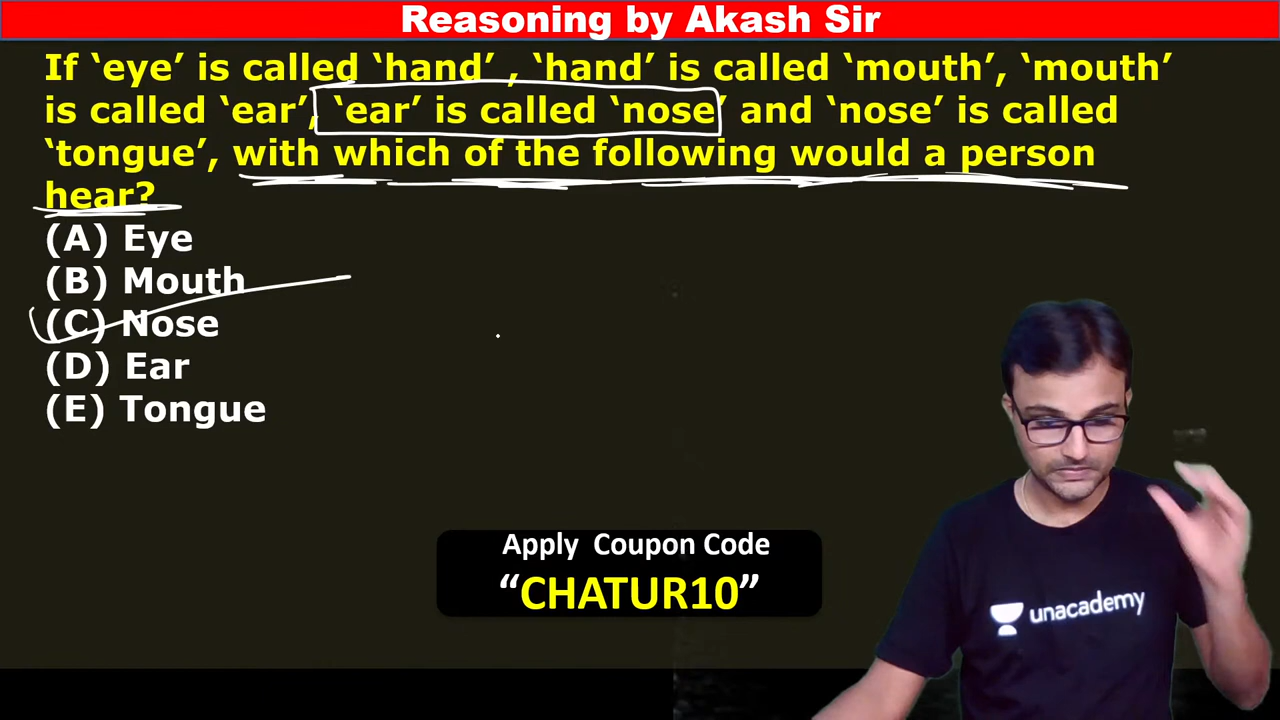 Reasoning by Akash Sir
If ‘eye’ is called ‘hand’ , ‘hand’ is called ‘mouth’, ‘mouth’
is called ‘ear’, ‘ear’ is called ‘nose’ and ‘nose’ is called
‘tongue’, with which of the following would a person
hear?
(A) Eye
(B) Mouth
(C) Nose
(D) Ear
(E) Tongue
Apply Coupon Code
“CHATUR10”
unacademy